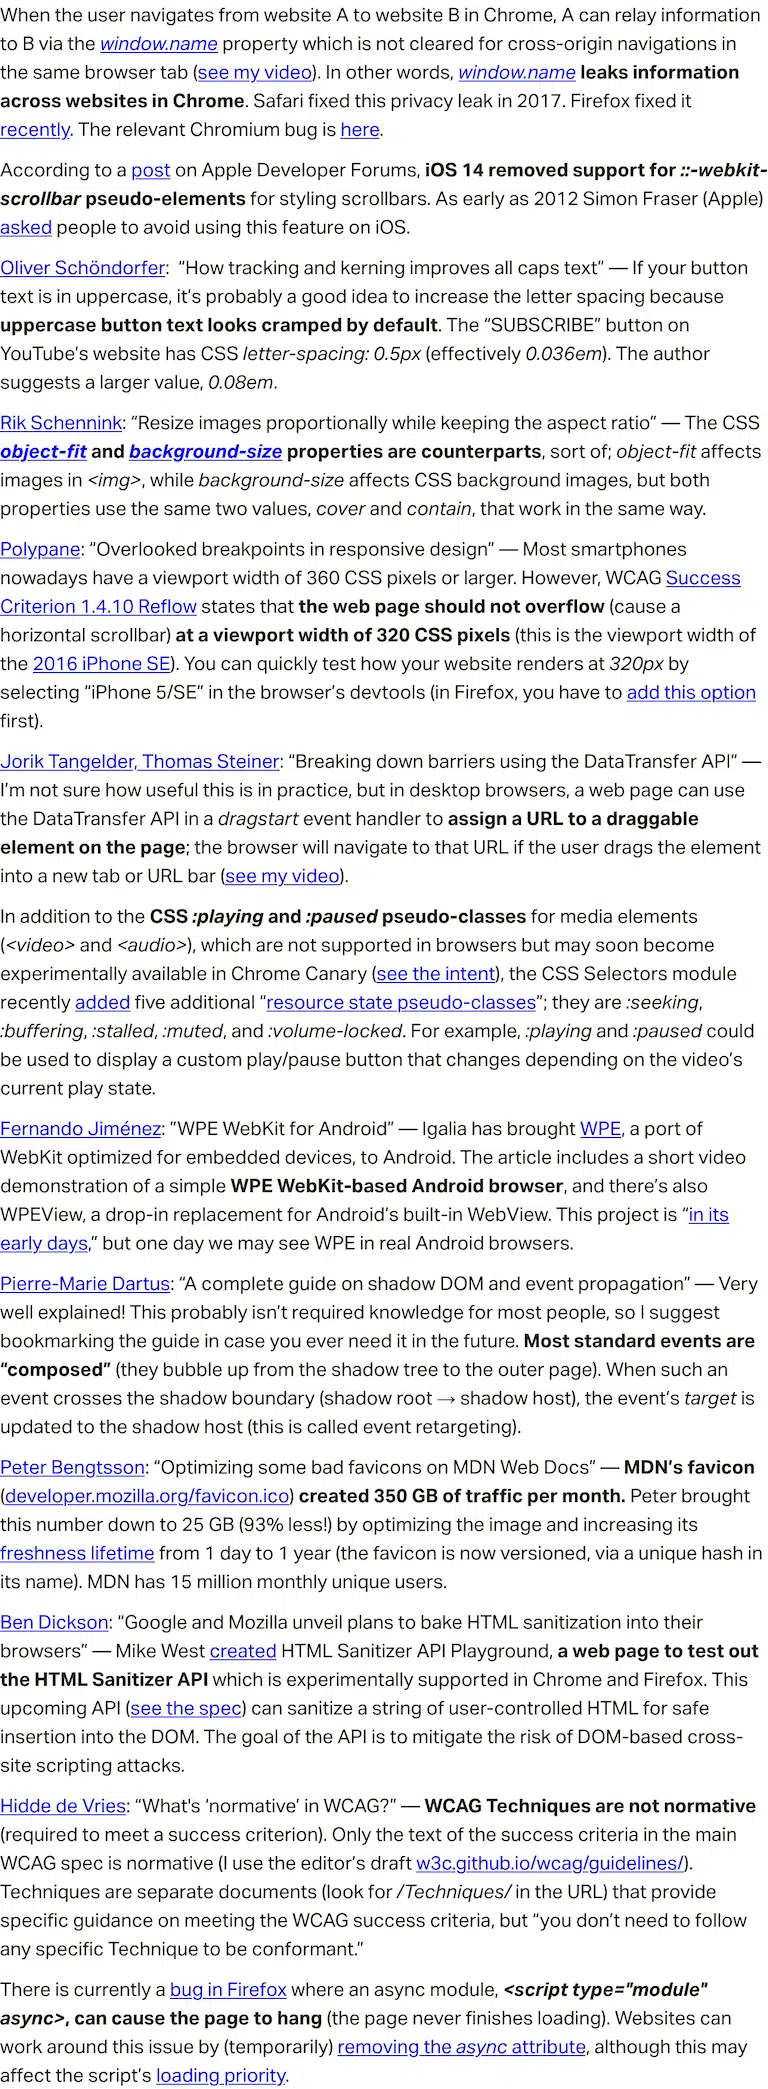 When the user navigates from website A to website B in Chrome, A can relay information
to B via the window.name property which is not cleared for cross-origin navigations in
the same browser tab (see my video). In other words, window.name leaks information
across websites in Chrome. Safari fixed this privacy leak in 2017. Firefox fixed it
recently. The relevant Chromium bug is here.
According to a post on Apple Developer Forums, iOS 14 removed support for ::-webkit-
scrollbar pseudo-elements for styling scrollbars. As early as 2012 Simon Fraser (Apple)
asked people to avoid using this feature on iOS.
Oliver Schöndorfer: “How tracking and kerning improves all caps text” — If your button
text is in uppercase, it’s probably a good idea to increase the letter spacing because
uppercase button text looks cramped by default. The “SUBSCRIBE” button on
YouTube’s website has CSS letter-spacing: 0.5px (effectively 0.036em). The author
suggests a larger value, 0.08em.
Rik Schennink: “Resize images proportionally while keeping the aspect ratio” — The CSS
object-fit and background-size properties are counterparts, sort of; object-fit affects
images in <img>, while background-size affects CSS background images, but both
properties use the same two values, cover and contain, that work in the same way.
Polypane: “Overlooked breakpoints in responsive design” — Most smartphones
nowadays have a viewport width of 360 CSS pixels or larger. However, WCAG Success
Criterion 1.4.10 Reflow states that the web page should not overflow (cause a
horizontal scrollbar) at a viewport width of 320 CSS pixels (this is the viewport width of
the 2016 iPhone SE). You can quickly test how your website renders at 320px by
selecting “iPhone 5/SE” in the browser’s devtools (in Firefox, you have to add this option
first).
Jorik Tangelder, Thomas Steiner: “Breaking down barriers using the DataTransfer API” —
I’m not sure how useful this is in practice, but in desktop browsers, a web page can use
the DataTransfer API in a dragstart event handler to assign a URL to a draggable
element on the page; the browser will navigate to that URL if the user drags the element
into a new tab or URL bar (see my video).
In addition to the CSS :playing and :paused pseudo-classes for media elements
(<video> and <audio>), which are not supported in browsers but may soon become
experimentally available in Chrome Canary (see the intent), the CSS Selectors module
recently added five additional “resource state pseudo-classes”; they are :seeking,
:buffering, :stalled, :muted, and :volume-locked. For example, :playing and :paused could
be used to display a custom play/pause button that changes depending on the video’s
current play state.
Fernando Jiménez: ”WPE WebKit for Android” — Igalia has brought WPE, a port of
WebKit optimized for embedded devices, to Android. The article includes a short video
demonstration of a simple WPE WebKit-based Android browser, and there’s also
WPEView, a drop-in replacement for Android’s built-in WebView. This project is “in its
early days,” but one day we may see WPE in real Android browsers.
Pierre-Marie Dartus: “A complete guide on shadow DOM and event propagation” — Very
well explained! This probably isn’t required knowledge for most people, so I suggest
bookmarking the guide in case you ever need it in the future. Most standard events are
“composed” (they bubble up from the shadow tree to the outer page). When such an
event crosses the shadow boundary (shadow root → shadow host), the event’s target is
updated to the shadow host (this is called event retargeting).
Peter Bengtsson: “Optimizing some bad favicons on MDN Web Docs” — MDN’s favicon
(developer.mozilla.org/favicon.ico) created 350 GB of traffic per month. Peter brought
this number down to 25 GB (93% less!) by optimizing the image and increasing its
freshness lifetime from 1 day to 1 year (the favicon is now versioned, via a unique hash in
its name). MDN has 15 million monthly unique users.
Ben Dickson: “Google and Mozilla unveil plans to bake HTML sanitization into their
browsers” — Mike West created HTML Sanitizer API Playground, a web page to test out
the HTML Sanitizer API which is experimentally supported in Chrome and Firefox. This
upcoming API (see the spec) can sanitize a string of user-controlled HTML for safe
insertion into the DOM. The goal of the API is to mitigate the risk of DOM-based cross-
site scripting attacks.
Hidde de Vries: “What's ‘normative’ in WCAG?” — WCAG Techniques are not normative
(required to meet a success criterion). Only the text of the success criteria in the main
WCAG spec is normative (I use the editor’s draft w3c.github.io/wcag/guidelines/).
Techniques are separate documents (look for /Techniques/ in the URL) that provide
specific guidance on meeting the WCAG success criteria, but “you don’t need to follow
any specific Technique to be conformant.”
There is currently a bug in Firefox where an async module, <script type="module"
async>, can cause the page to hang (the page never finishes loading). Websites can
work around this issue by (temporarily) removing the async attribute, although this may
affect the script’s loading priority.